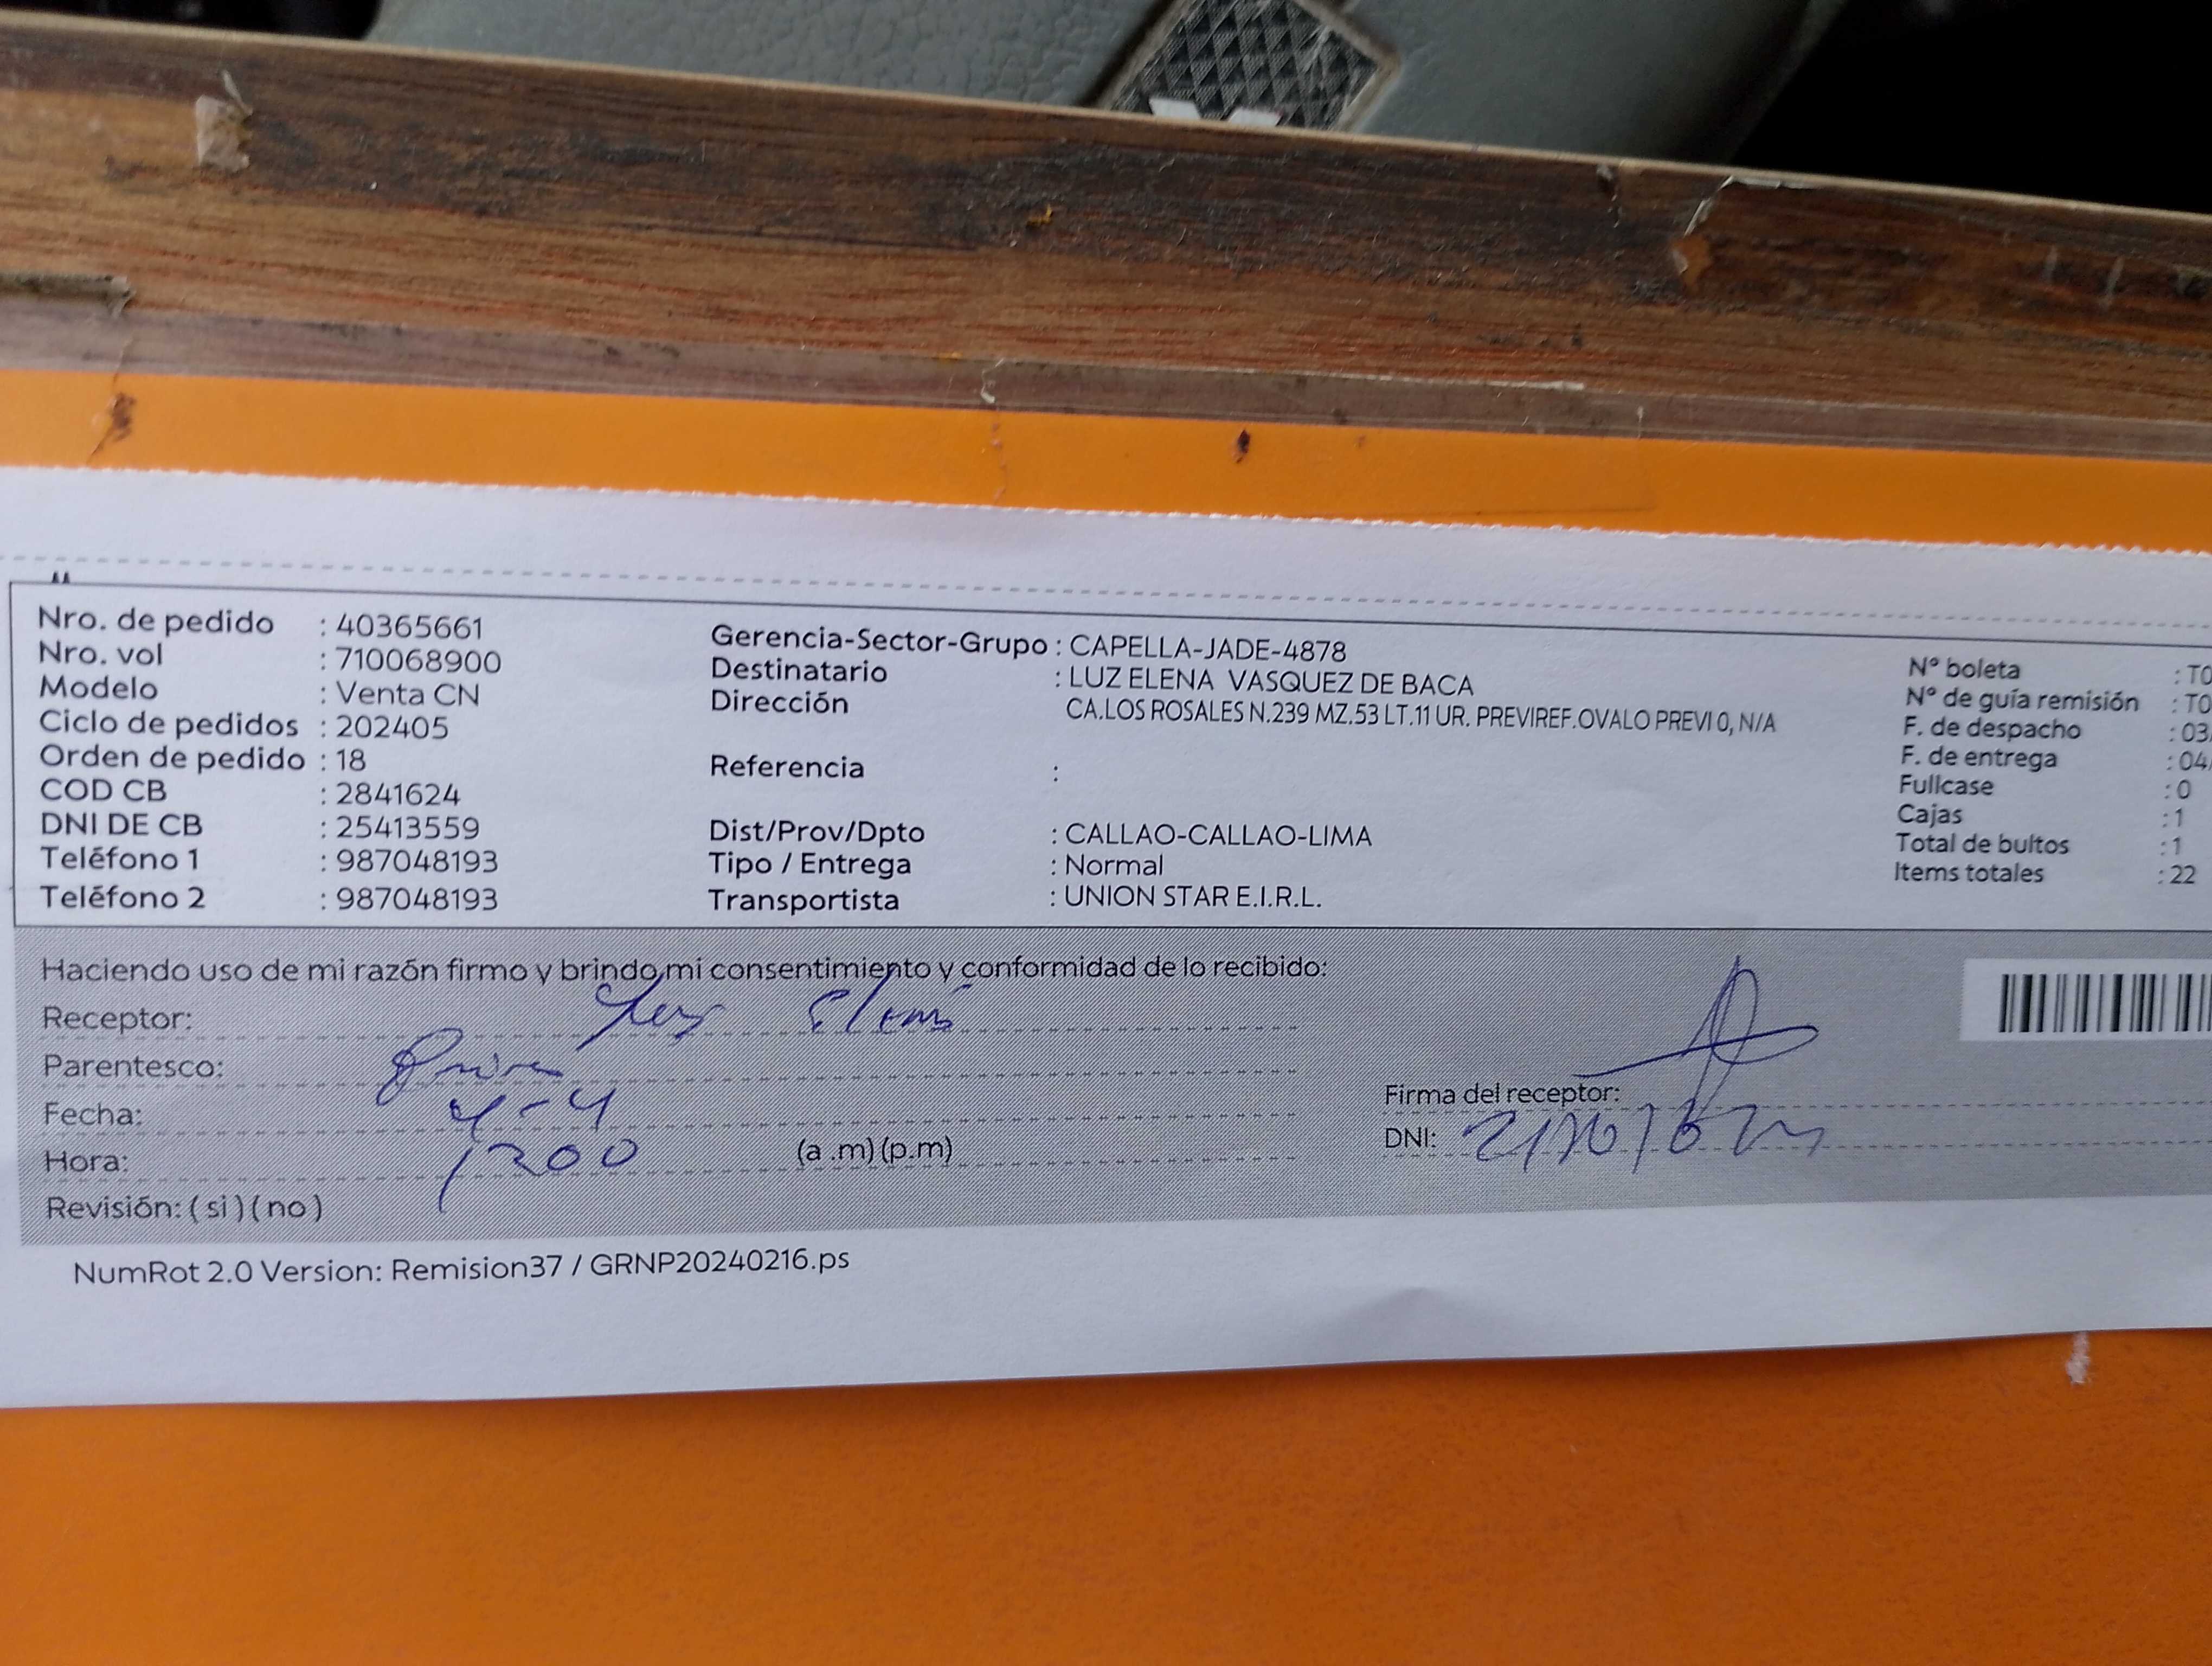 Nro. de pedido : 40365661
Nro. vol : 710068900
Modelo : Venta CN
Ciclo de pedidos : 202405
Orden de pedido : 18
COD CB : 2841624
DNI DE CB : 25413559
Teléfono 1 : 987048193
Teléfono 2 : 987048193
Gerencia-Sector-Grupo : CAPELLA-JADE-4878
Destinatario : LUZ ELENA VASQUEZ DE BACA
Dirección CA.LOS ROSALES N.239 MZ.53 LT.11 UR. PREVIREF.OVALO PREVI 0, N/A
Referencia :
Dist/Prov/Dpto : CALLAO-CALLAO-LIMA
Tipo / Entrega : Normal
Transportista : UNION STAR E.I.R.L.
N° boleta : T0
N° de guía remisión : T0
F. de despacho : 03
F. de entrega : 04
Fullcase : 0
Cajas : 1
Total de bultos : 1
Items totales : 22
Haciendo uso de mi razón firmo y brindo mi consentimiento y conformidad de lo recibido:
Receptor: Luz Elena
Parentesco:
Fecha: 4-4
Hora: 1200 (a .m) (p.m)
Revisión: ( si ) ( no )
Firma del receptor:
DNI:
NumRot 2.0 Version: Remision37 / GRNP20240216.ps